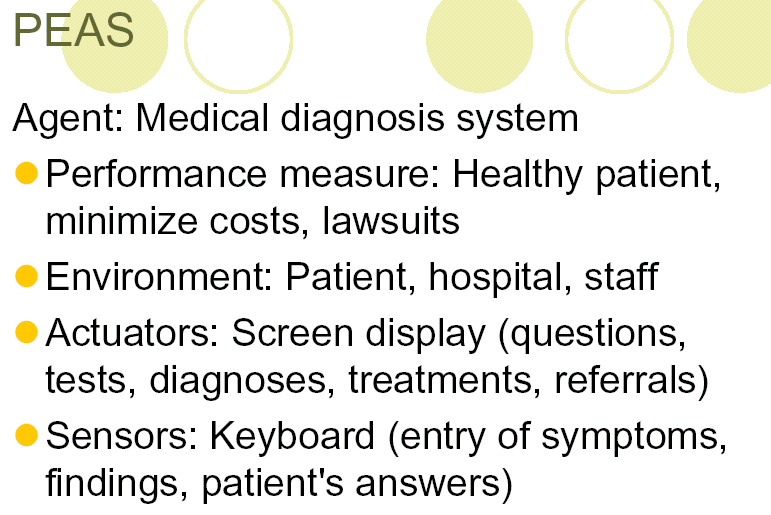 PEAS
Agent: Medical diagnosis system
Performance measure: Healthy patient,
minimize costs, lawsuits
Environment: Patient, hospital, staff
Actuators: Screen display (questions,
tests, diagnoses, treatments, referrals)
Sensors: Keyboard (entry of symptoms,
findings, patient's answers)